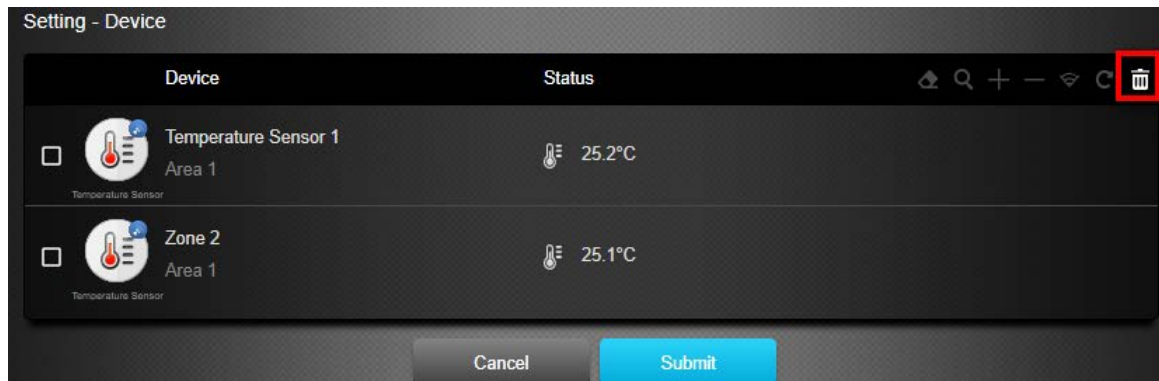 Setting - Device
Device Status
Temperature Sensor 1
Area 1
25.2°C
Temperature Sensor
Zone 2
Area 1
25.1°C
Temperature Sensor
Cancel Submit